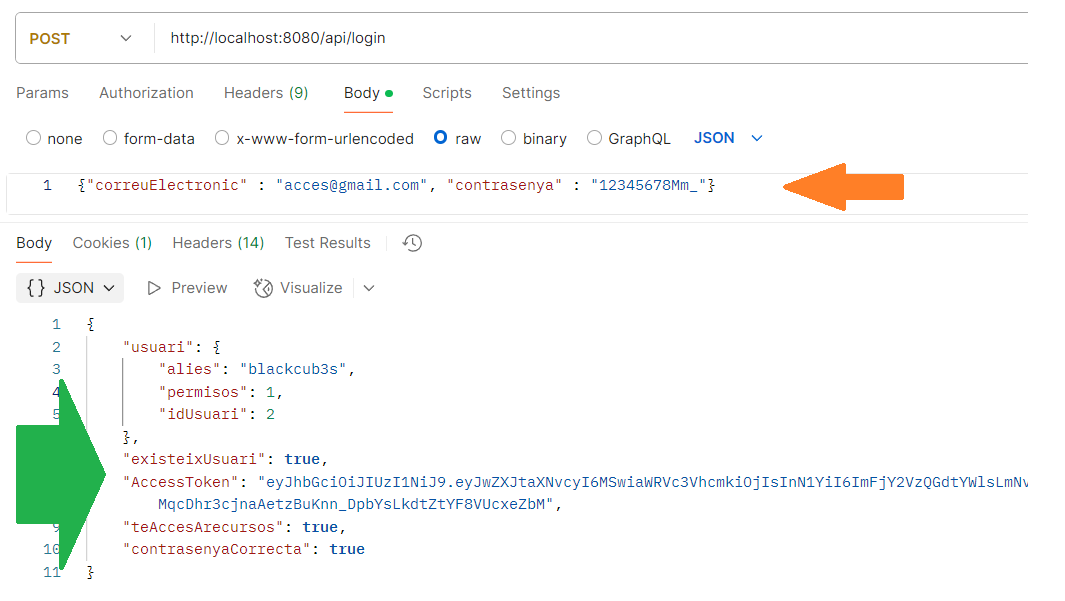 POST http://localhost:8080/api/login
Params Authorization Headers (9) Body Scripts Settings
none form-data x-www-form-urlencoded raw binary GraphQL JSON
1 {"correuElectronic" : "acces@gmail.com", "contrasenya" : "12345678Mm_"}
Body Cookies (1) Headers (14) Test Results
{} JSON Preview Visualize
1 {
2 "usuari": {
3 "alies": "blackcub3s",
4 "permisos": 1,
5 "idUsuari": 2
},
"existeixUsuari": true,
"AccessToken": "eyJhbGciOiJIUzI1NiJ9.eyJwZXJtaXNvcyI6MSwiaWRVc3VhcmkiOjIsInN1YiI6ImFjY2VzQGdtYWlsLmNv
MqcDhr3cjnaAetzBuKnn_DpbYsLkdtZtYF8VUcxeZbM",
9 "teAccesArecursos": true,
10 "contrasenyaCorrecta": true
11 }